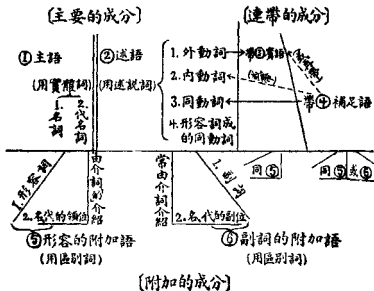 〔主要的成分〕
〔連帶的成分〕
①主語
(用實體詞)
1.名詞
2.代名詞
②述語
(用述説詞)
1.外動詞
2.內動詞
3.同動詞
4.形容詞成的同動詞
帶③賓語
帶④補足語
1.形容詞
2.名、代的領位
由介詞的介紹
⑤形容的附加語
(用區別詞)
常由介詞介紹
1.副詞
2.名、代的副位
⑥副詞的附加語
(用區別詞)
同⑤
同⑤或⑥
〔附加的成分〕